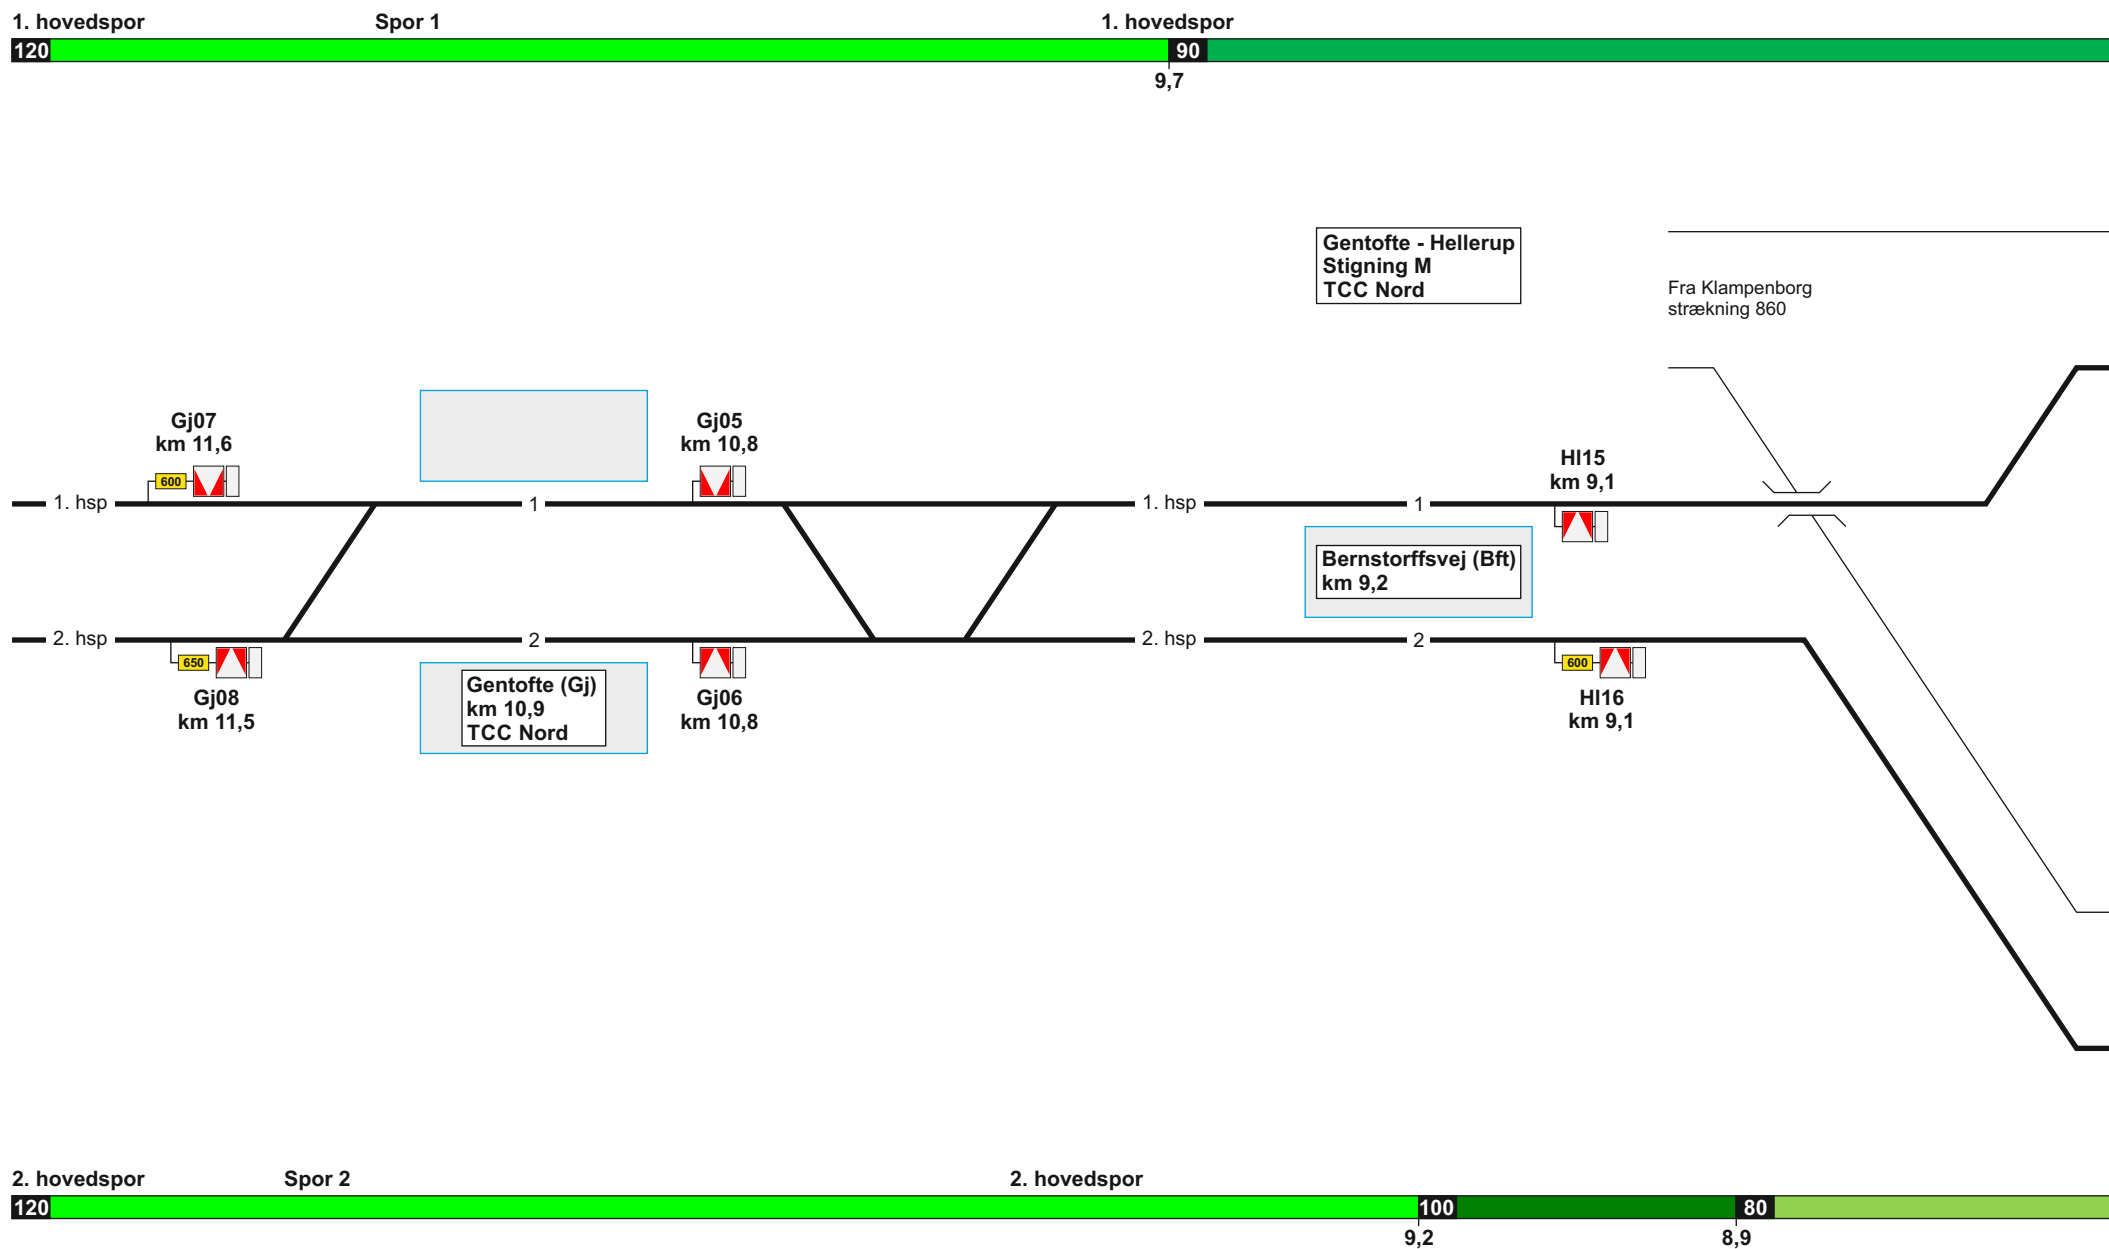 1. hovedspor Spor 1 1. hovedspor
120 90
9,7
Gentofte - Hellerup
Stigning M
TCC Nord
Fra Klampenborg
strækning 860
Gj07
km 11,6
600
Gj05
km 10,8
Hl15
km 9,1
1. hsp 1 1. hsp 1
Bernstorffsvej (Bft)
km 9,2
2. hsp 2 2. hsp 2
650
Gj08
km 11,5
Gentofte (Gj)
km 10,9
TCC Nord
Gj06
km 10,8
600
Hl16
km 9,1
2. hovedspor Spor 2 2. hovedspor
120 100 80
9,2 8,9